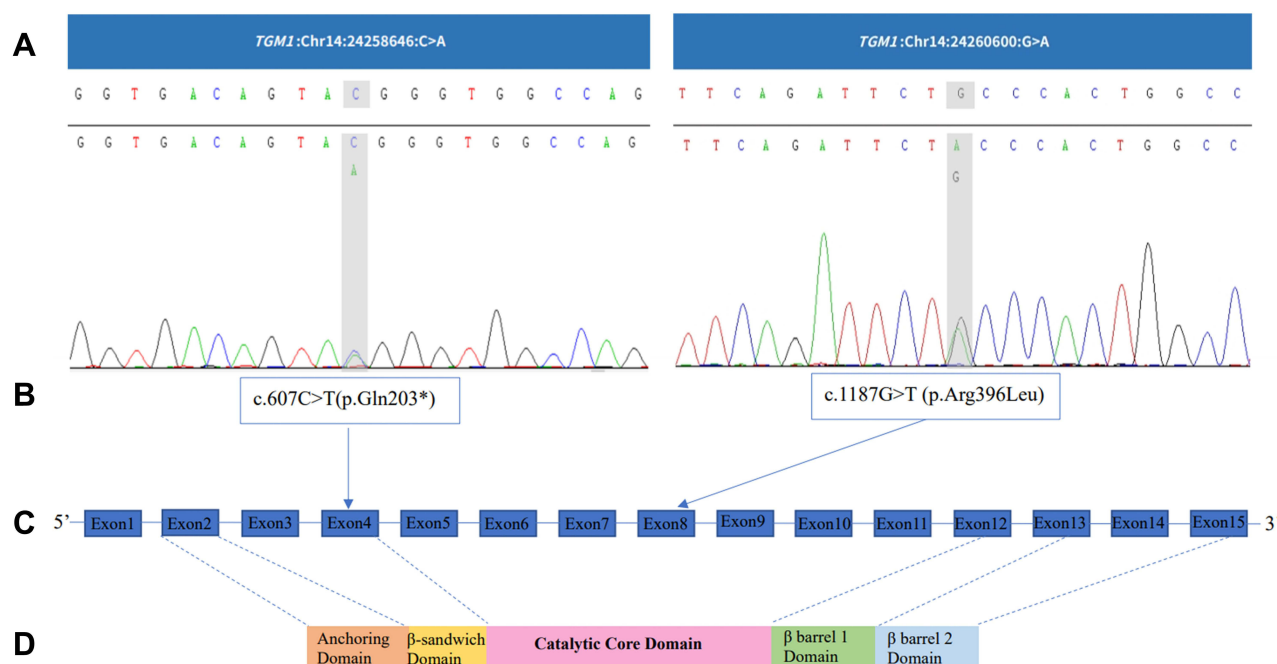 A
TGM1:Chr14:24258646:C>A
TGM1:Chr14:24260600:G>A
G G T G A C A G T A C G G G T G G C C A G
T T C A G A T T C T G C C C A C T G G C C
G G T G A C A G T A C G G G T G G C C A G
T T C A G A T T C T A C C C A C T G G C C
A
G
B
c.607C>T(p.Gln203*)
c.1187G>T (p.Arg396Leu)
C
5’
Exon1
Exon2
Exon3
Exon4
Exon5
Exon6
Exon7
Exon8
Exon9
Exon10
Exon11
Exon12
Exon13
Exon14
Exon15
3
D
Anchoring
Domain
β-sandwich
Domain
Catalytic Core Domain
β barrel 1
Domain
β barrel 2
Domain